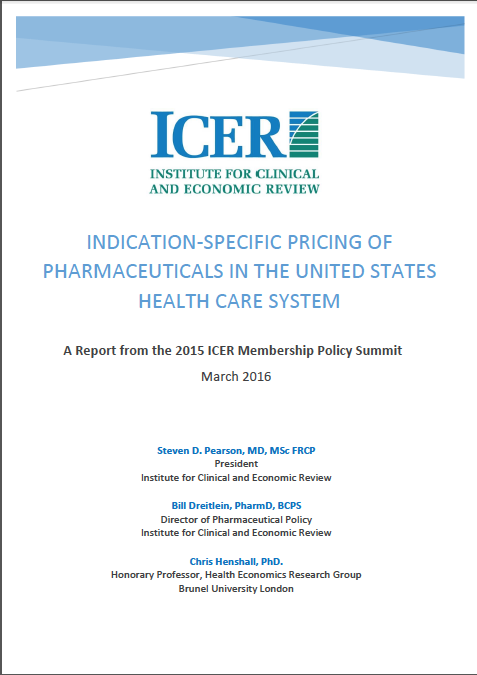 ICER
INSTITUTE FOR CLINICAL
AND ECONOMIC REVIEW
INDICATION-SPECIFIC PRICING OF
PHARMACEUTICALS IN THE UNITED STATES
HEALTH CARE SYSTEM
A Report from the 2015 ICER Membership Policy Summit
March 2016
Steven D. Pearson, MD, MSc FRCP
President
Institute for Clinical and Economic Review
Bill Dreitlein, PharmD, BCPS
Director of Pharmaceutical Policy
Institute for Clinical and Economic Review
Chris Henshall, PhD.
Honorary Professor, Health Economics Research Group
Brunel University London